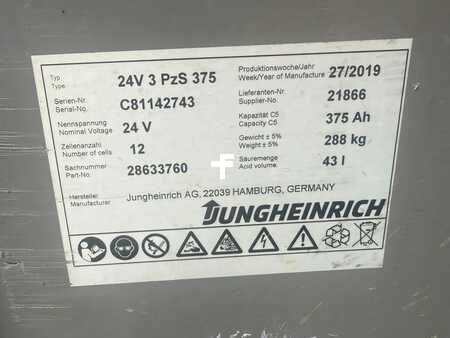 Typ
Type
24V 3 PzS 375
Produktionswoche/Jahr
Week/Year of Manufacture
27/2019
Serien-Nr.
Serial-No.
C81142743
Lieferanten-Nr.
Supplier-No.
21866
Nennspannung
Nominal Voltage
24 V
Kapazität C5
Capacity C5
375 Ah
Zellenanzahl
Number of cells
12
Gewicht ± 5%
Weight ± 5%
288 kg
Sachnummer
Part-No.
28633760
Säuremenge
Acid volume
43 l
Hersteller
Manufacturer
Jungheinrich AG, 22039 HAMBURG, GERMANY
JUNGHEINRICH